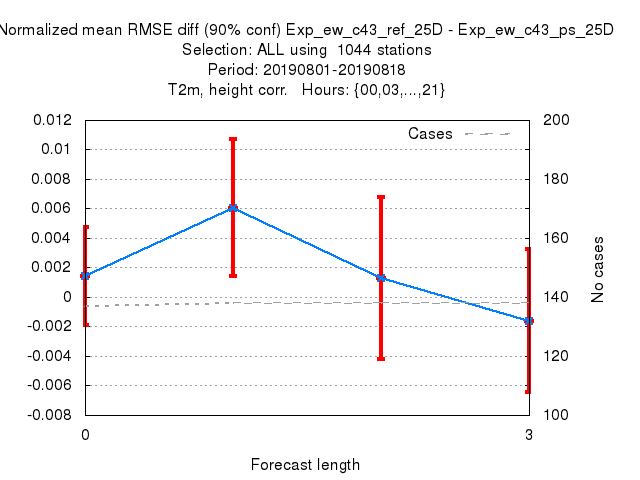 Normalized mean RMSE diff (90% conf) Exp_ew_c43_ref_25D - Exp_ew_c43_ps_25D
Selection: ALL using  1044 stations
Period: 20190801-20190818
T2m, height corr.   Hours: {00,03,...,21}
Cases
0.012
0.01
0.008
0.006
0.004
0.002
0
-0.002
-0.004
-0.006
-0.008
200
180
160
140
120
100
No cases
0
3
Forecast length